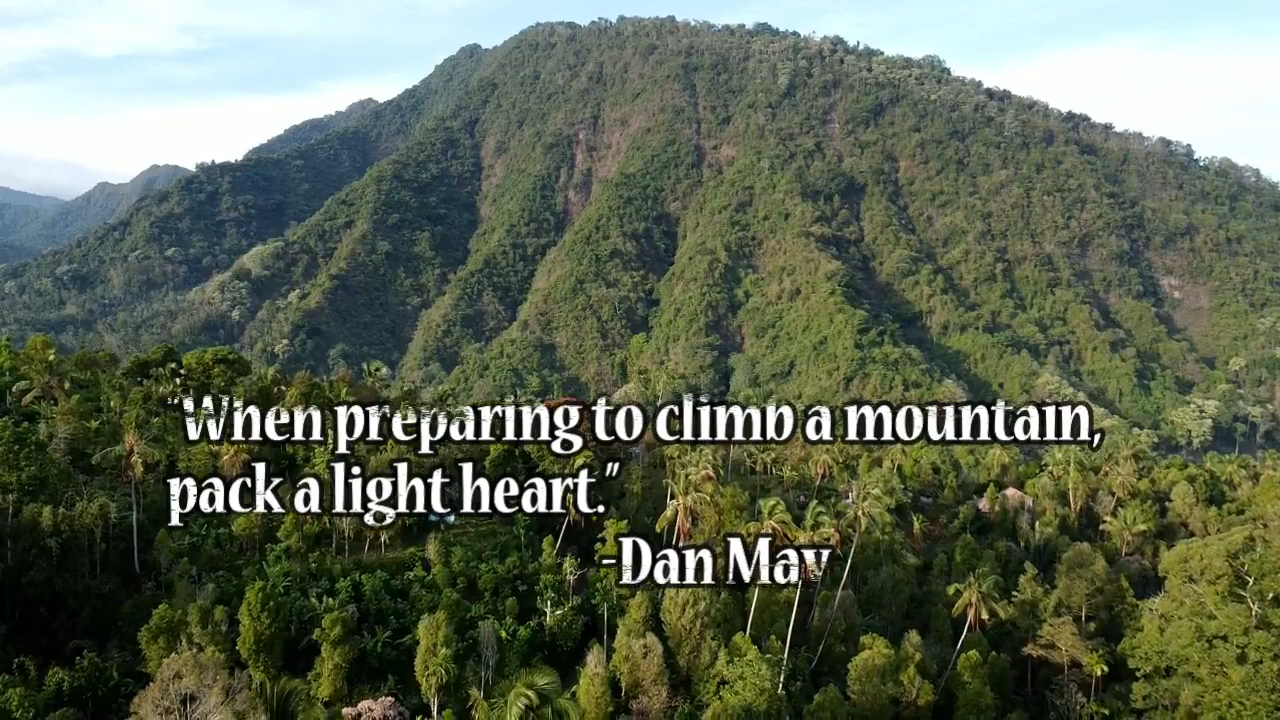 "When preparing to climb a mountain,
pack a light heart."
-Dan May